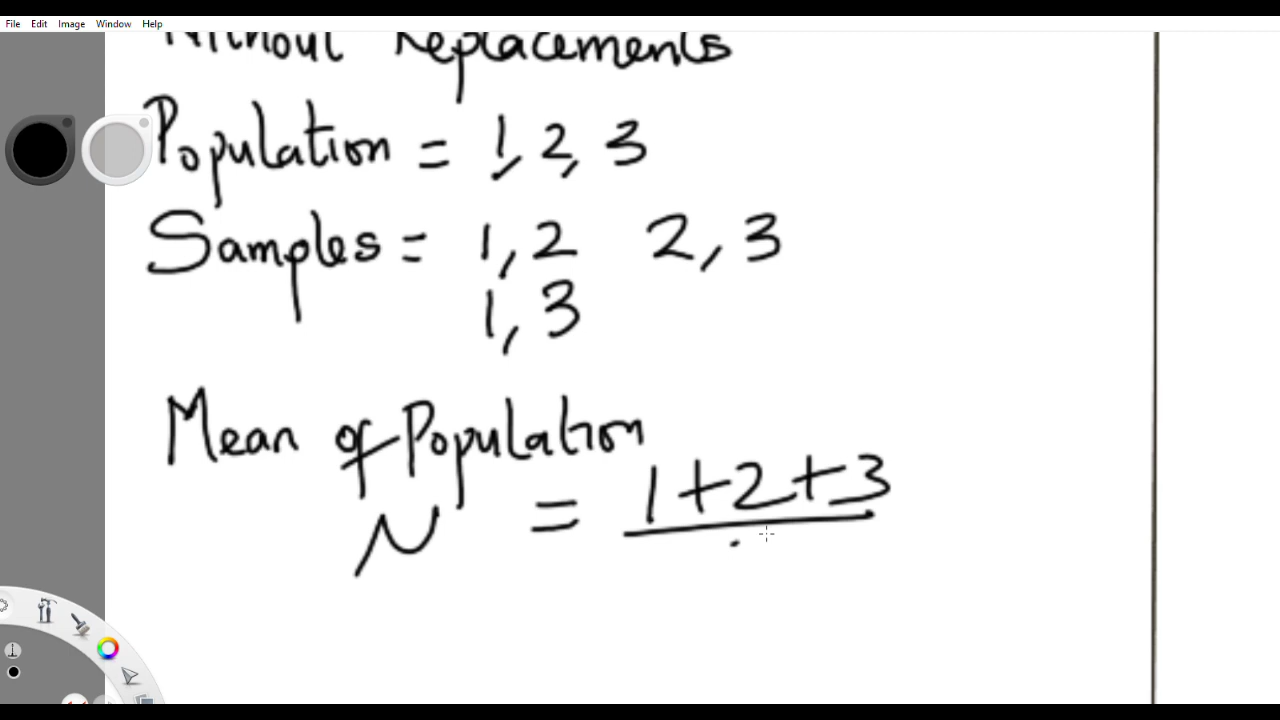 File Edit Image Window Help
Without Replacements
Population = 1, 2, 3
Samples = 1, 2 2, 3
1, 3
Mean of Population
μ = 1+2+3